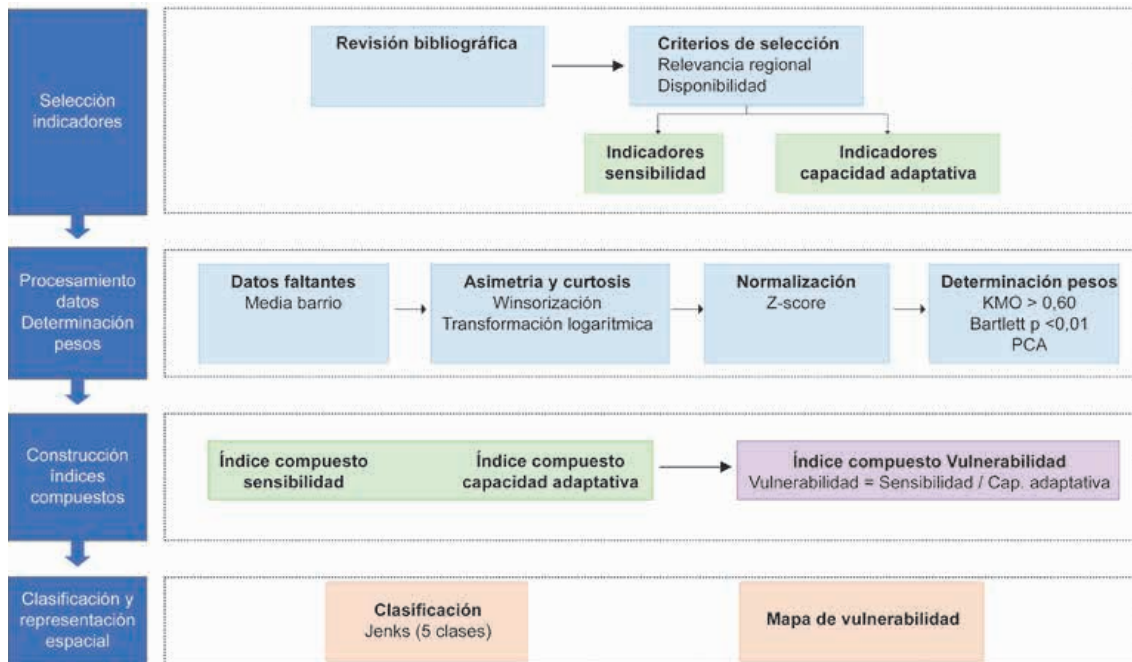 Selección
indicadores
Revisión bibliográfica
Criterios de selección
Relevancia regional
Disponibilidad
Indicadores
sensibilidad
Indicadores
capacidad adaptativa
Procesamiento
datos
Determinación
pesos
Datos faltantes
Media barrio
Asimetria y curtosis
Winsorización
Transformación logarítmica
Normalización
Z-score
Determinación pesos
KMO > 0,60
Bartlett p <0,01
PCA
Construcción
índices
compuestos
Índice compuesto
sensibilidad
Índice compuesto
capacidad adaptativa
Índice compuesto Vulnerabilidad
Vulnerabilidad = Sensibilidad / Cap. adaptativa
Clasificación y
representación
espacial
Clasificación
Jenks (5 clases)
Mapa de vulnerabilidad